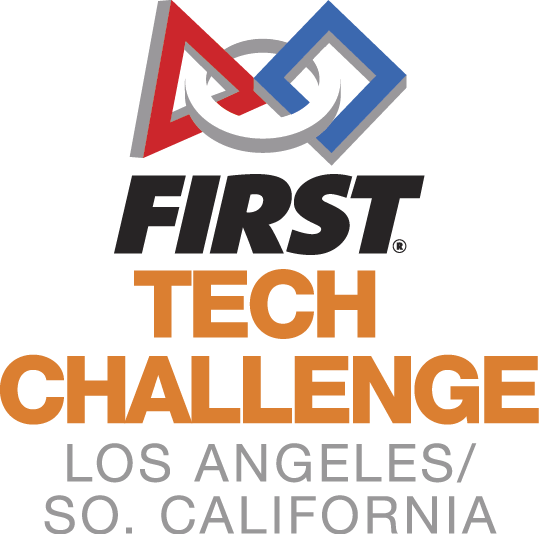 FIRST®
TECH
CHALLENGE
LOS ANGELES/
SO. CALIFORNIA